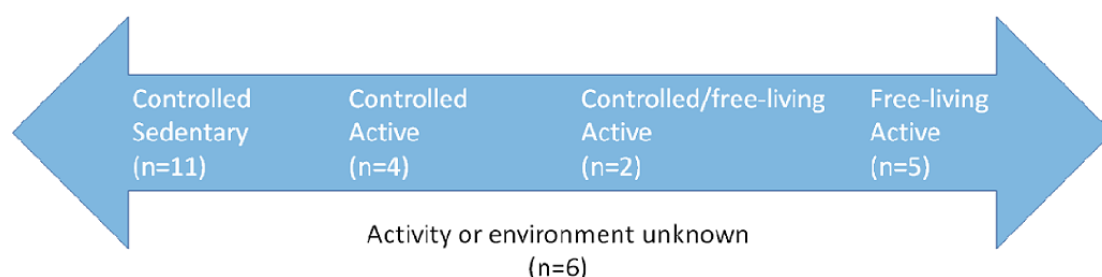 Controlled
Sedentary
(n=11)
Controlled
Active
(n=4)
Controlled/free-living
Active
(n=2)
Free-living
Active
(n=5)
Activity or environment unknown
(n=6)